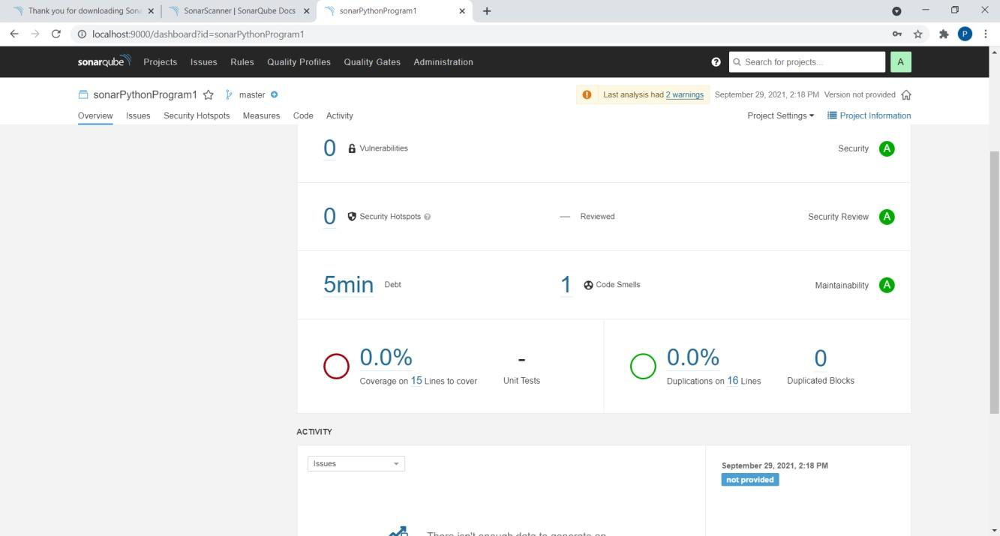 Thank you for downloading Sona
SonarScanner | SonarQube Docs
sonarPythonProgram1
localhost:9000/dashboard?id=sonarPythonProgram1
P
sonarqube Projects Issues Rules Quality Profiles Quality Gates Administration
Search for projects...
A
sonarPythonProgram1 master
Last analysis had 2 warnings September 29, 2021, 2:18 PM Version not provided
Overview Issues Security Hotspots Measures Code Activity
Project Settings Project Information
0 Vulnerabilities Security A
0 Security Hotspots — Reviewed Security Review A
5min Debt 1 Code Smells Maintainability A
0.0% - 0.0% 0
Coverage on 15 Lines to cover Unit Tests Duplications on 16 Lines Duplicated Blocks
ACTIVITY
Issues
September 29, 2021, 2:18 PM
not provided
There isn't enough data to generate an